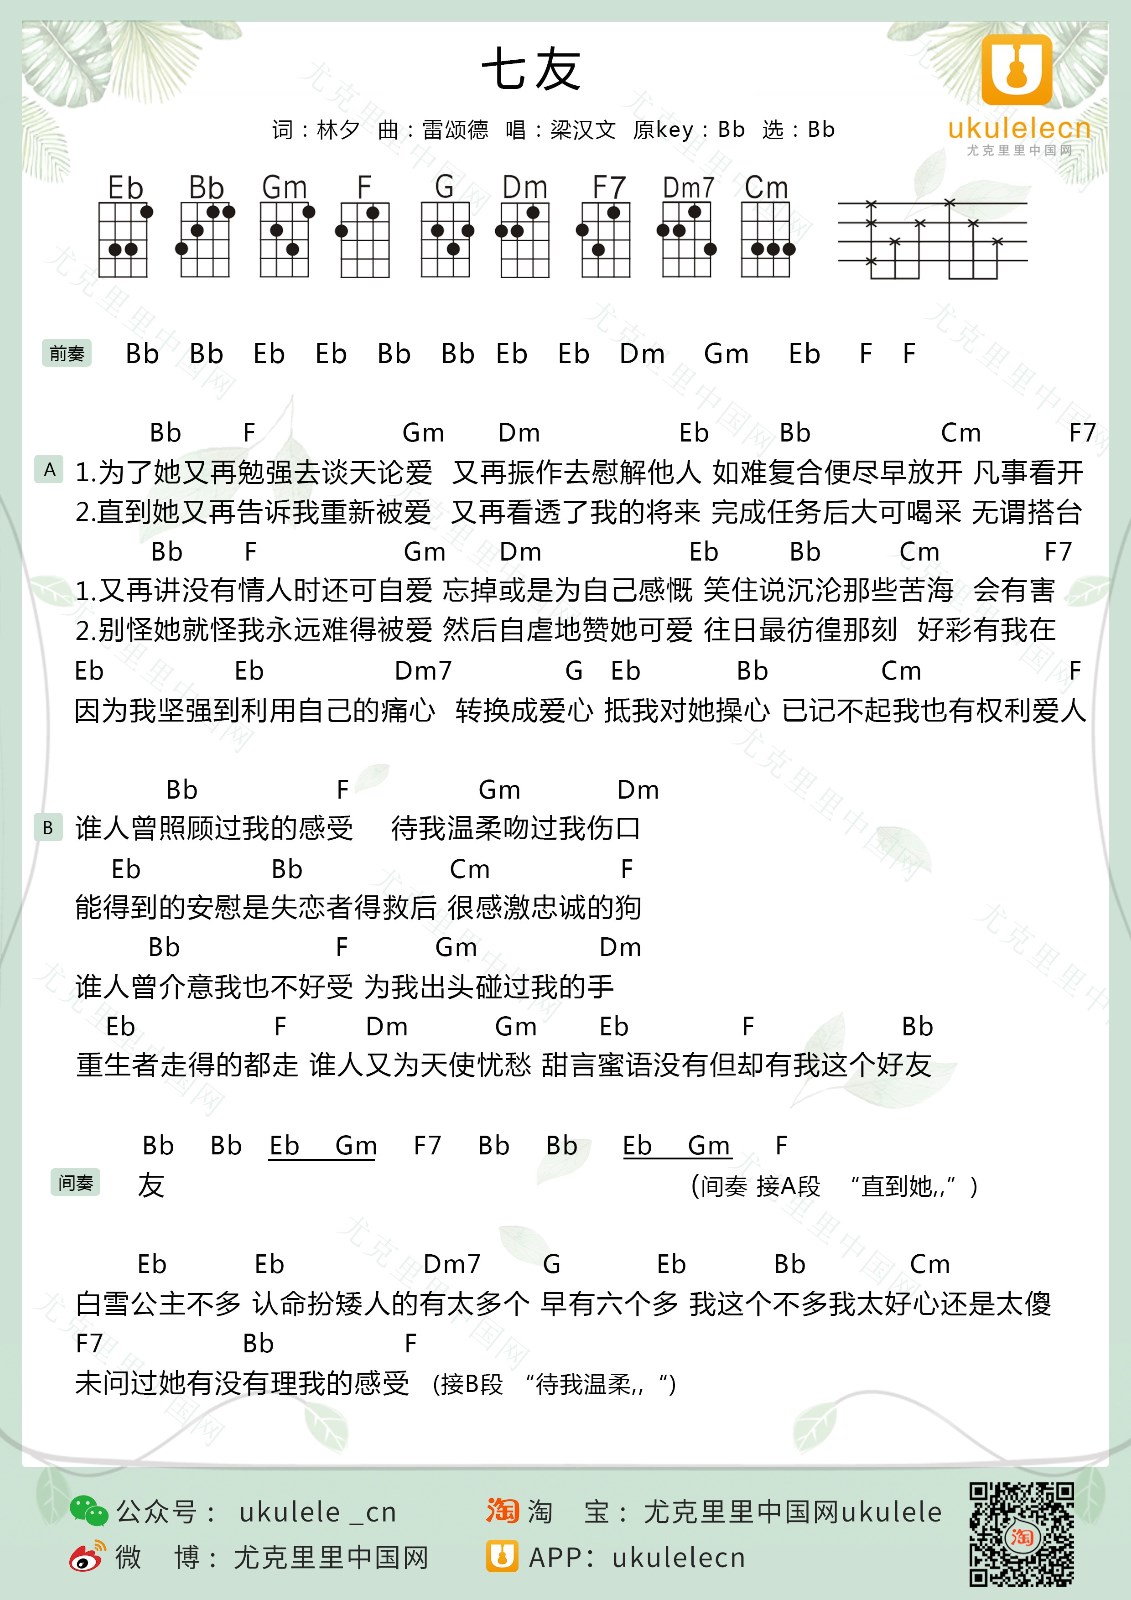 七友
词：林夕 曲：雷颂德 唱：梁汉文 原key：Bb 选：Bb
ukulelecn
尤克里里中国网
Eb Bb Gm F G Dm F7 Dm7 Cm
前奏 Bb Bb Eb Eb Bb Bb Eb Eb Dm Gm Eb F F
Bb F Gm Dm Eb Bb Cm F7
A 1.为了她又再勉强去谈天论爱 又再振作去慰解他人 如难复合便尽早放开 凡事看开
2.直到她又再告诉我重新被爱 又再看透了我的将来 完成任务后大可喝采 无谓搭台
Bb F Gm Dm Eb Bb Cm F7
1.又再讲没有情人时还可自爱 忘掉或是为自己感慨 笑住说沉沦那些苦海 会有害
2.别怪她就怪我永远难得被爱 然后自虐地赞她可爱 往日最彷徨那刻 好彩有我在
Eb Eb Dm7 G Eb Bb Cm F
因为我坚强到利用自己的痛心 转换成爱心 抵我对她操心 已记不起我也有权利爱人
Bb F Gm Dm
B 谁人曾照顾过我的感受 待我温柔吻过我伤口
Eb Bb Cm F
能得到的安慰是失恋者得救后 很感激忠诚的狗
Bb F Gm Dm
谁人曾介意我也不好受 为我出头碰过我的手
Eb F Dm Gm Eb F Bb
重生者走得的都走 谁人又为天使忧愁 甜言蜜语没有但却有我这个好友
Bb Bb Eb Gm F7 Bb Bb Eb Gm F
间奏 友 (间奏 接A段 “直到她,,”)
Eb Eb Dm7 G Eb Bb Cm
白雪公主不多 认命扮矮人的有太多个 早有六个多 我这个不多我太好心还是太傻
F7 Bb F
未问过她有没有理我的感受 (接B段 “待我温柔,,“)
公众号： ukulele _cn 淘 淘 宝：尤克里里中国网ukulele
微 博：尤克里里中国网 APP：ukulelecn
淘